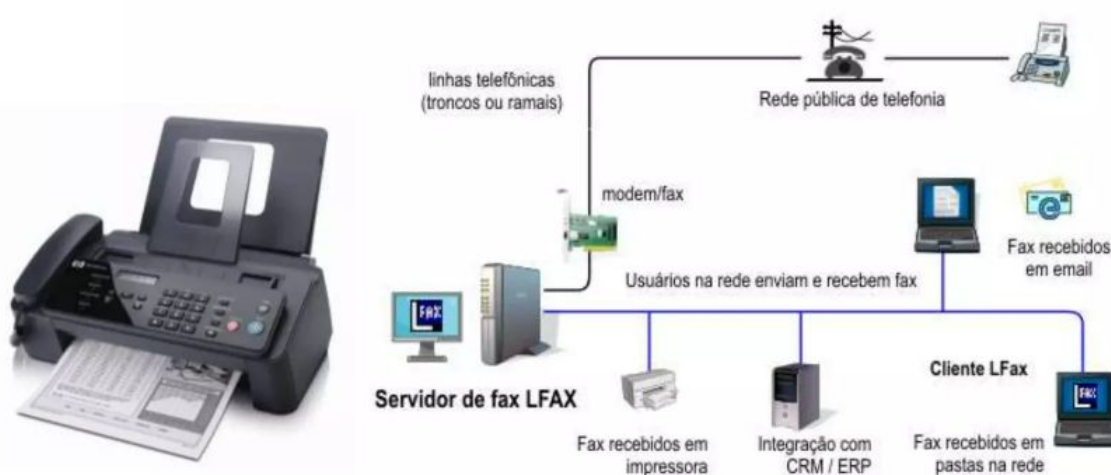 linhas telefônicas
(troncos ou ramais)
Rede pública de telefonia
modem/fax
Fax recebidos
em email
Usuários na rede enviam e recebem fax
LFAX
Servidor de fax LFAX
Cliente LFax
LFAX
Fax recebidos em
impressora
Integração com
CRM / ERP
Fax recebidos em
pastas na rede